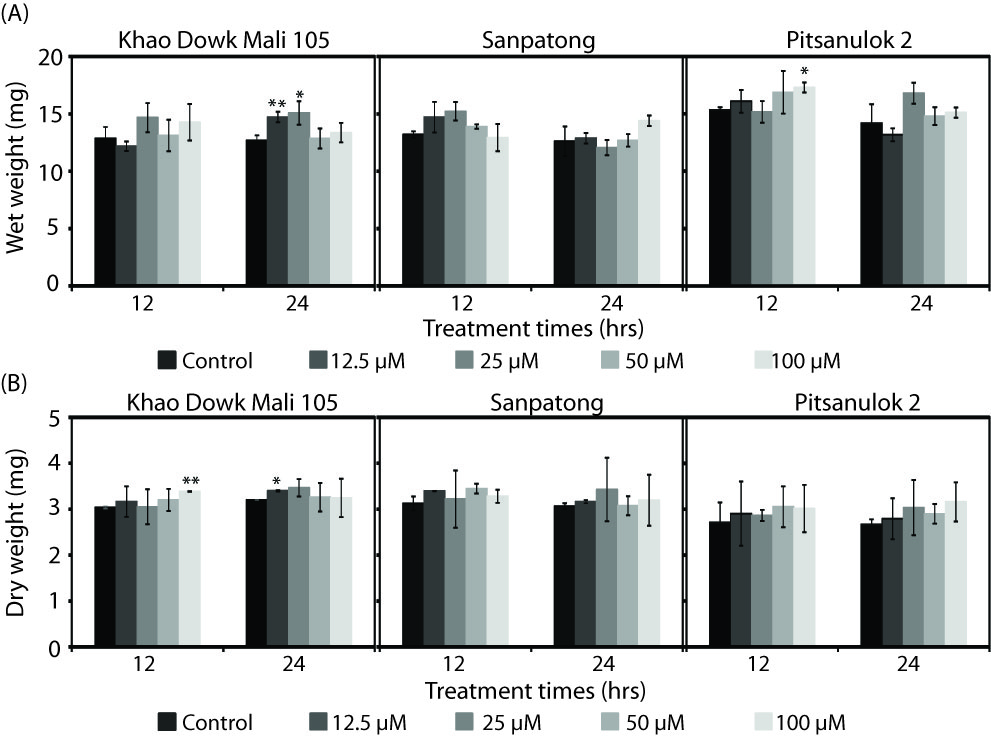 (A)
Khao Dowk Mali 105 Sanpatong Pitsanulok 2
Wet weight (mg)
20
15
10
5
0
** * *
12 24 12 24 12 24
Treatment times (hrs)
Control 12.5 µM 25 µM 50 µM 100 µM
(B)
Khao Dowk Mali 105 Sanpatong Pitsanulok 2
Dry weight (mg)
5
4
3
2
1
0
** *
12 24 12 24 12 24
Treatment times (hrs)
Control 12.5 µM 25 µM 50 µM 100 µM